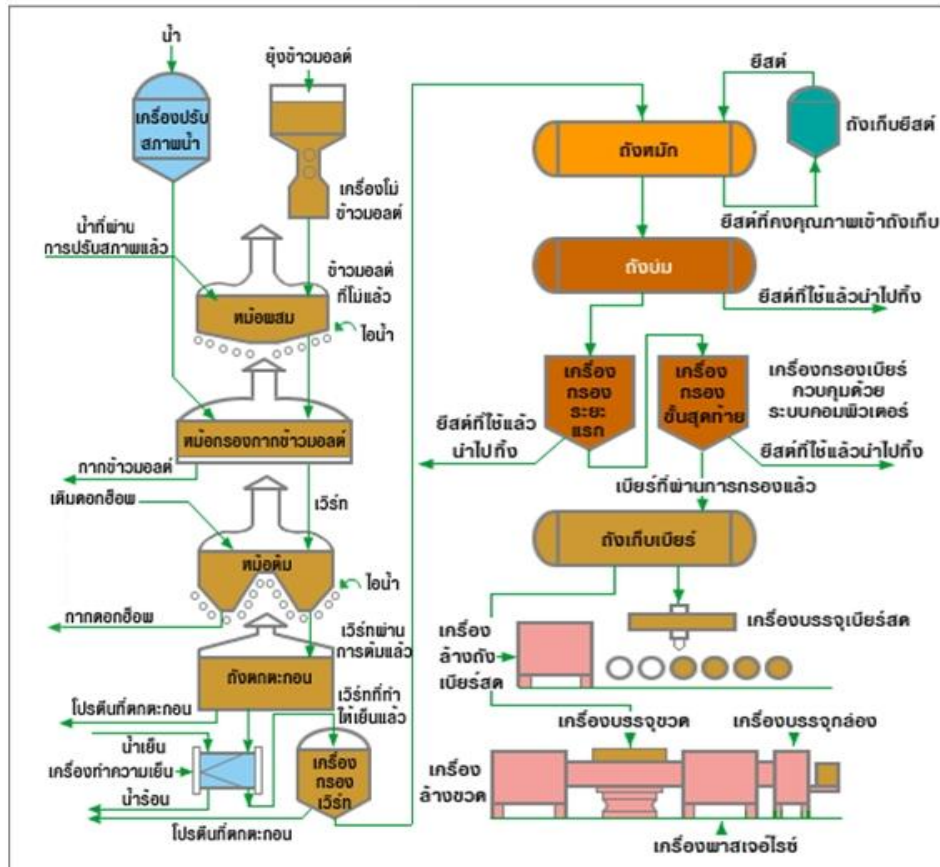 น้ำ
ยุ้งข้าวมอลต์
เครื่องปรับ
สภาพน้ำ
เครื่องโม่
ข้าวมอลต์
น้ำที่ผ่าน
การปรับสภาพแล้ว
ข้าวมอลต์
ที่โม่แล้ว
หม้อผสม
ไอน้ำ
หม้อกรองกากข้าวมอลต์
กากข้าวมอลต์
เติมดอกฮ็อพ
เวิร์ท
หม้อต้ม
ไอน้ำ
กากดอกฮ็อพ
เวิร์ทผ่าน
การต้มแล้ว
ถังตกตะกอน
เวิร์ทที่ทำ
ให้เย็นแล้ว
โปรตีนที่ตกตะกอน
น้ำเย็น
เครื่องทำความเย็น
น้ำร้อน
เครื่อง
กรอง
เวิร์ท
โปรตีนที่ตกตะกอน
ยีสต์
ถังเก็บยีสต์
ถังหมัก
ยีสต์ที่คงคุณภาพเข้าถังเก็บ
ถังบ่ม
ยีสต์ที่ใช้แล้วนำไปทิ้ง
เครื่อง
กรอง
ระยะ
แรก
เครื่อง
กรอง
ขั้นสุดท้าย
เครื่องกรองเบียร์
ควบคุมด้วย
ระบบคอมพิวเตอร์
ยีสต์ที่ใช้แล้ว
นำไปทิ้ง
ยีสต์ที่ใช้แล้วนำไปทิ้ง
เบียร์ที่ผ่านการกรองแล้ว
ถังเก็บเบียร์
เครื่องบรรจุเบียร์สด
เครื่อง
ล้างถัง
เบียร์สด
เครื่องบรรจุขวด
เครื่องบรรจุกล่อง
เครื่อง
ล้างขวด
เครื่องพาสเจอไรซ์